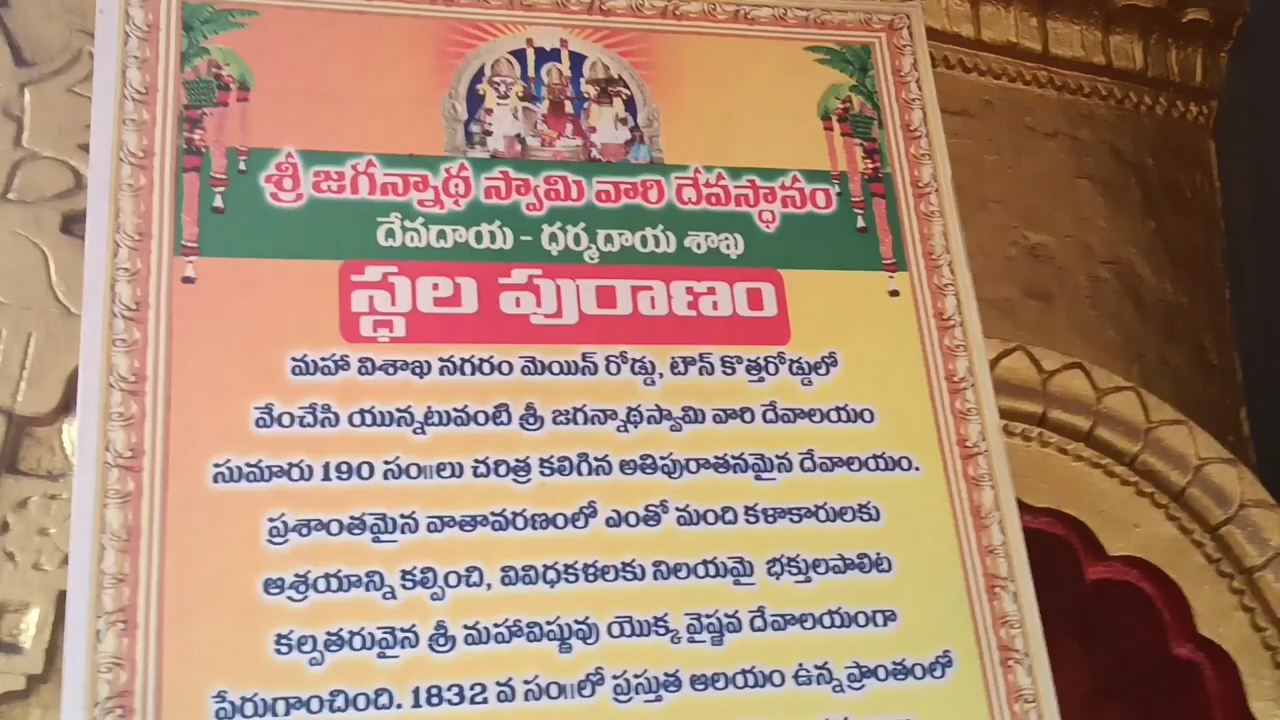 శ్రీ జగన్నాథ స్వామి వారి దేవస్థానం
దేవదాయ - ధర్మదాయ శాఖ
స్థల పురాణం
మహా విశాఖ నగరం మెయిన్ రోడ్డు, టౌన్ కొత్తరోడ్డులో
వేంచేసి యున్నటువంటి శ్రీ జగన్నాథస్వామి వారి దేవాలయం
సుమారు 190 సం॥లు చరిత్ర కలిగిన అతిపురాతనమైన దేవాలయం.
ప్రశాంతమైన వాతావరణంలో ఎంతో మంది కళాకారులకు
ఆశ్రయాన్ని కల్పించి, వివిధకళలకు నిలయమై భక్తులపాలిట
కల్పతరువైన శ్రీ మహావిష్ణువు యొక్క వైష్ణవ దేవాలయంగా
పేరుగాంచింది. 1832 వ సం॥లో ప్రస్తుత ఆలయం ఉన్న ప్రాంతంలో